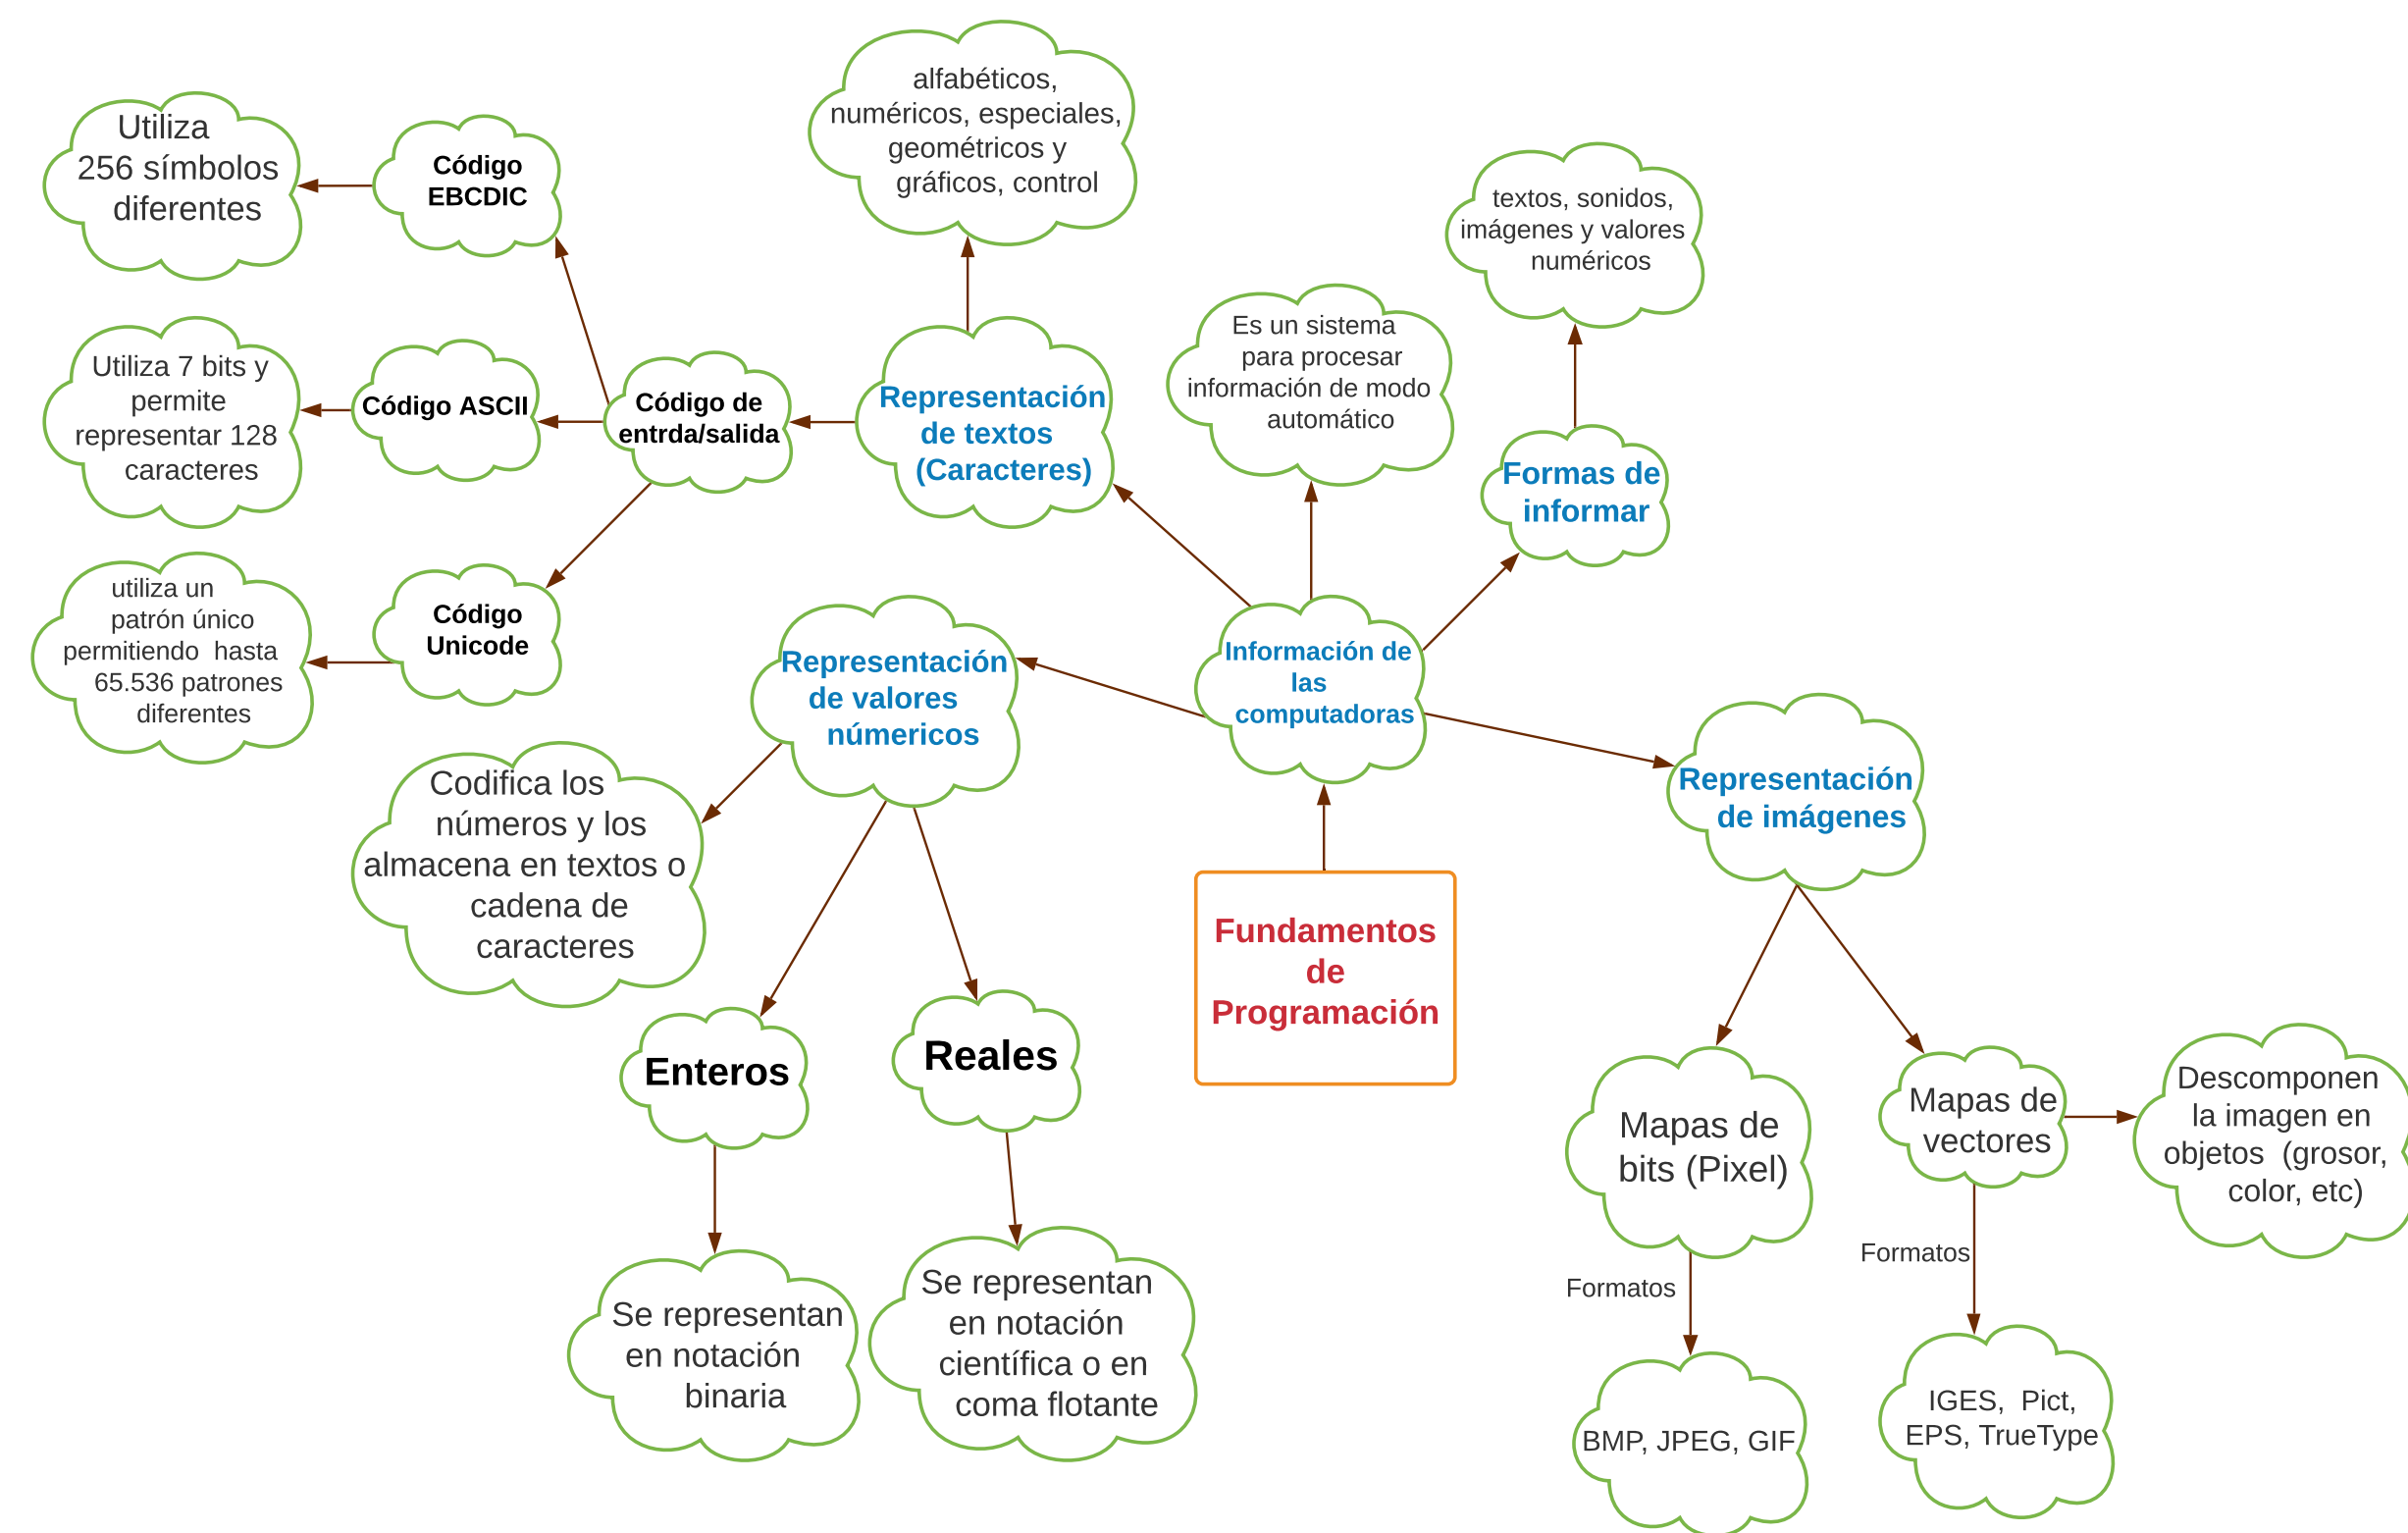 alfabéticos,
numéricos, especiales,
geométricos y
gráficos, control
Utiliza
256 símbolos
diferentes
Código
EBCDIC
textos, sonidos,
imágenes y valores
numéricos
Es un sistema
para procesar
información de modo
automático
Utiliza 7 bits y
permite
representar 128
caracteres
Código ASCII
Código de
entrda/salida
Representación
de textos
(Caracteres)
Formas de
informar
utiliza un
patrón único
permitiendo hasta
65.536 patrones
diferentes
Código
Unicode
Representación
de valores
númericos
Información de
las
computadoras
Representación
de imágenes
Codifica los
números y los
almacena en textos o
cadena de
caracteres
Fundamentos
de
Programación
Enteros
Reales
Mapas de
bits (Pixel)
Mapas de
vectores
Descomponen
la imagen en
objetos (grosor,
color, etc)
Formatos
Formatos
Se representan
en notación
binaria
Se representan
en notación
científica o en
coma flotante
BMP, JPEG, GIF
IGES, Pict,
EPS, TrueType